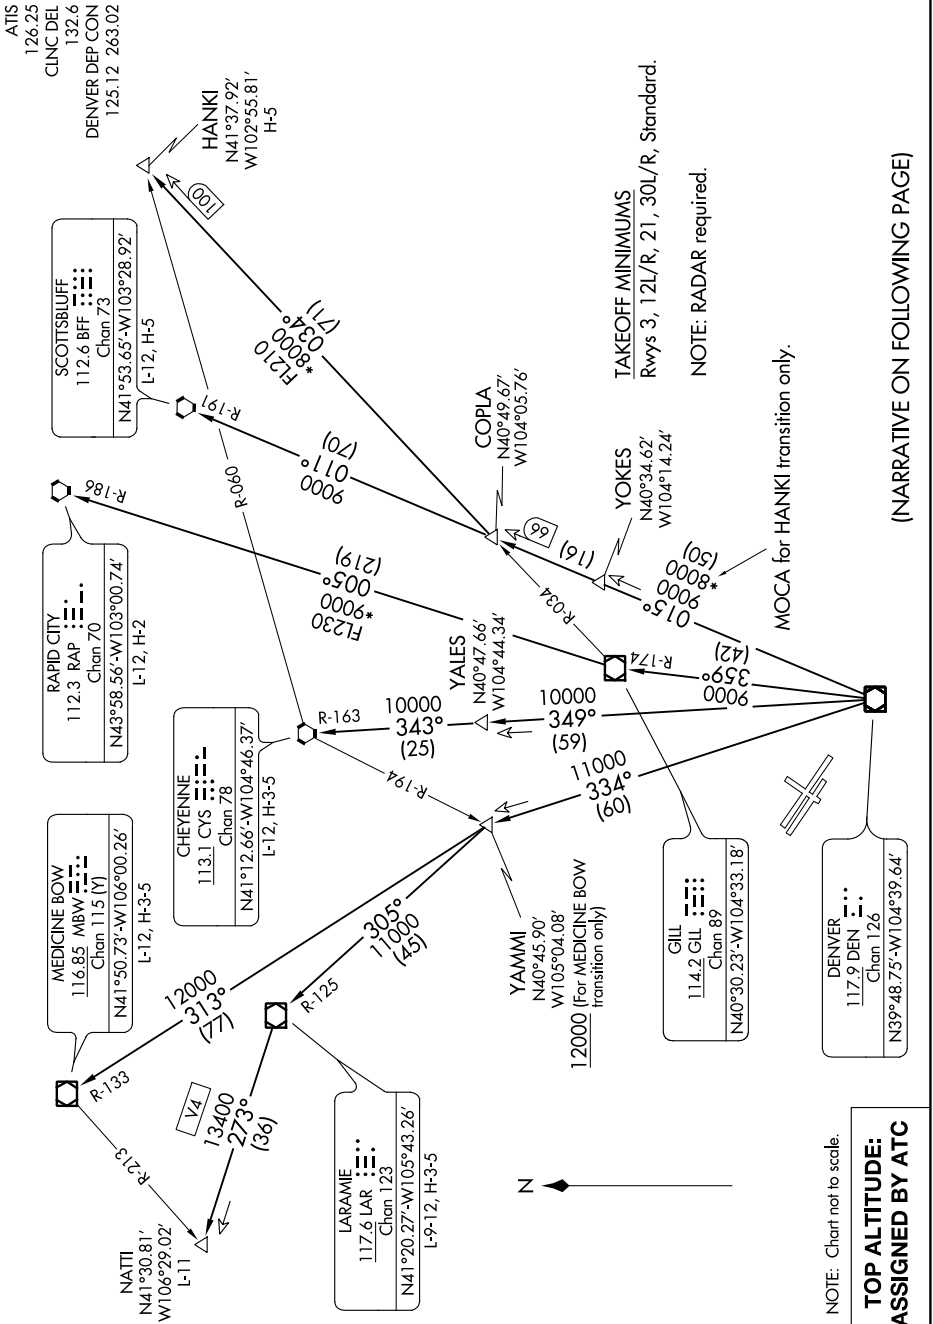 ATIS
126.25
CLNC DEL
132.6
DENVER DEP CON
125.12 263.02
HANKI
N41°37.92'
W102°55.81'
H-5
SCOTTSBLUFF
112.6 BFF
Chan 73
N41°53.65'-W103°28.92'
L-12, H-5
RAPID CITY
112.3 RAP
Chan 70
N43°58.56'-W103°00.74'
L-12, H-2
CHEYENNE
113.1 CYS
Chan 78
N41°12.66'-W104°46.37'
L-12, H-3-5
MEDICINE BOW
116.85 MBW
Chan 115 (Y)
N41°50.73'-W106°00.26'
L-12, H-3-5
NATTI
N41°30.81'
W106°29.02'
L-11
LARAMIE
117.6 LAR
Chan 123
N41°20.27'-W105°43.26'
L-9-12, H-3-5
YAMMI
N40°45.90'
W105°04.08'
12000 (For MEDICINE BOW
transition only)
GILL
114.2 GLL
Chan 89
N40°30.23'-W104°33.18'
DENVER
117.9 DEN
Chan 126
N39°48.75'-W104°39.64'
YALES
N40°47.66'
W104°44.34'
COPLA
N40°49.67'
W104°05.76'
YOKES
N40°34.62'
W104°14.24'
R-191
R-186
R-060
R-163
R-194
R-034
R-174
R-125
R-133
R-213
100
FL210
*8000
034°
(71)
9000
011°
(70)
FL230
*9000
005°
(219)
66
(16)
015°
9000
*8000
(50)
(42)
359°
9000
10000
343°
(25)
10000
349°
(59)
11000
334°
(60)
305°
11000
(45)
12000
313°
(77)
V4
13400
273°
(36)
MOCA for HANKI transition only.
TAKEOFF MINIMUMS
Rwys 3, 12L/R, 21, 30L/R, Standard.
NOTE: RADAR required.
(NARRATIVE ON FOLLOWING PAGE)
N
NOTE: Chart not to scale.
TOP ALTITUDE:
ASSIGNED BY ATC